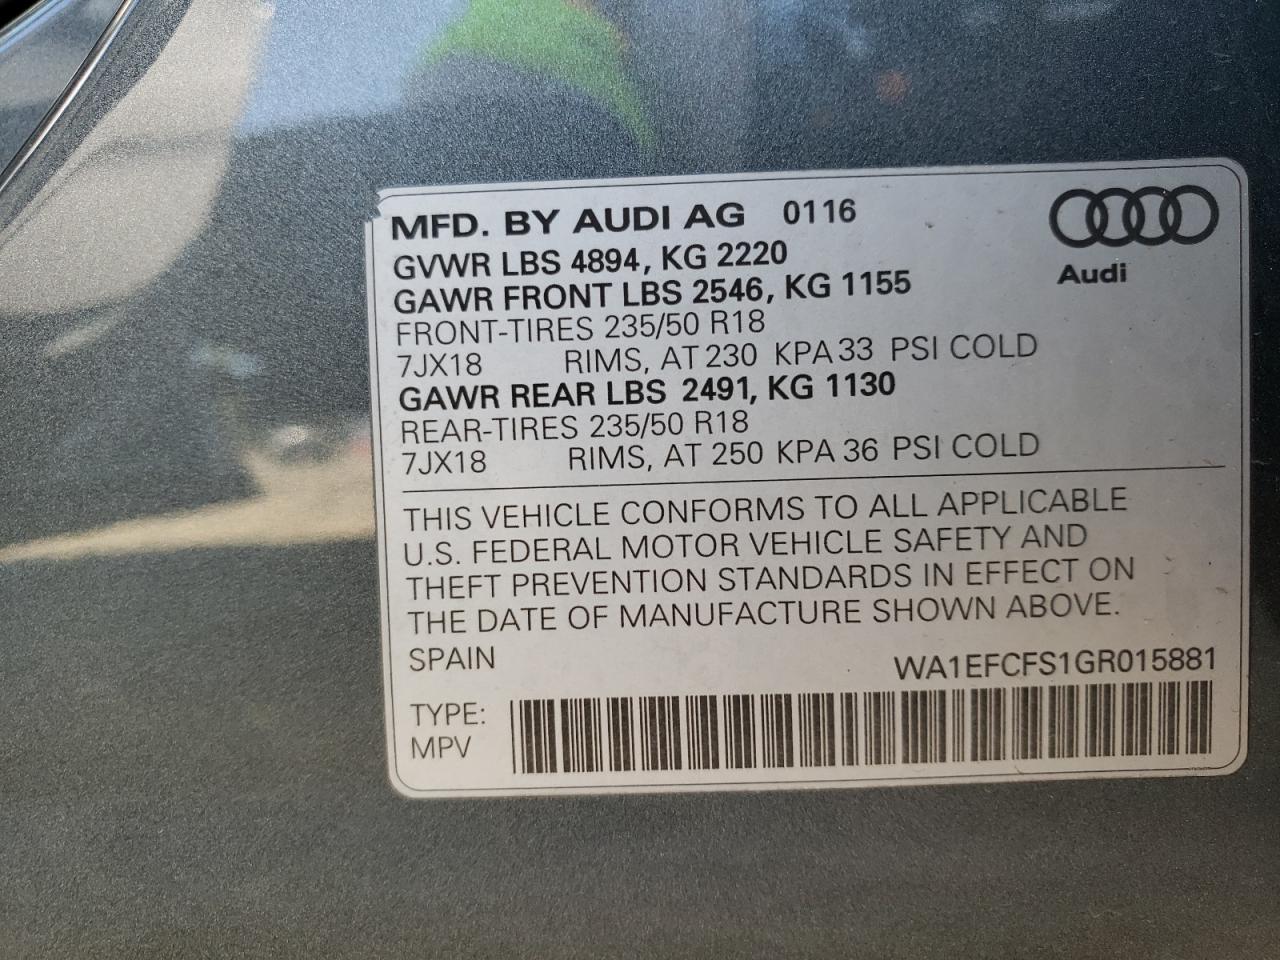 MFD. BY AUDI AG 0116
Audi
GVWR LBS 4894, KG 2220
GAWR FRONT LBS 2546, KG 1155
FRONT-TIRES 235/50 R18
7JX18 RIMS, AT 230 KPA 33 PSI COLD
GAWR REAR LBS 2491, KG 1130
REAR-TIRES 235/50 R18
7JX18 RIMS, AT 250 KPA 36 PSI COLD
THIS VEHICLE CONFORMS TO ALL APPLICABLE
U.S. FEDERAL MOTOR VEHICLE SAFETY AND
THEFT PREVENTION STANDARDS IN EFFECT ON
THE DATE OF MANUFACTURE SHOWN ABOVE.
SPAIN WA1EFCFS1GR015881
TYPE:
MPV